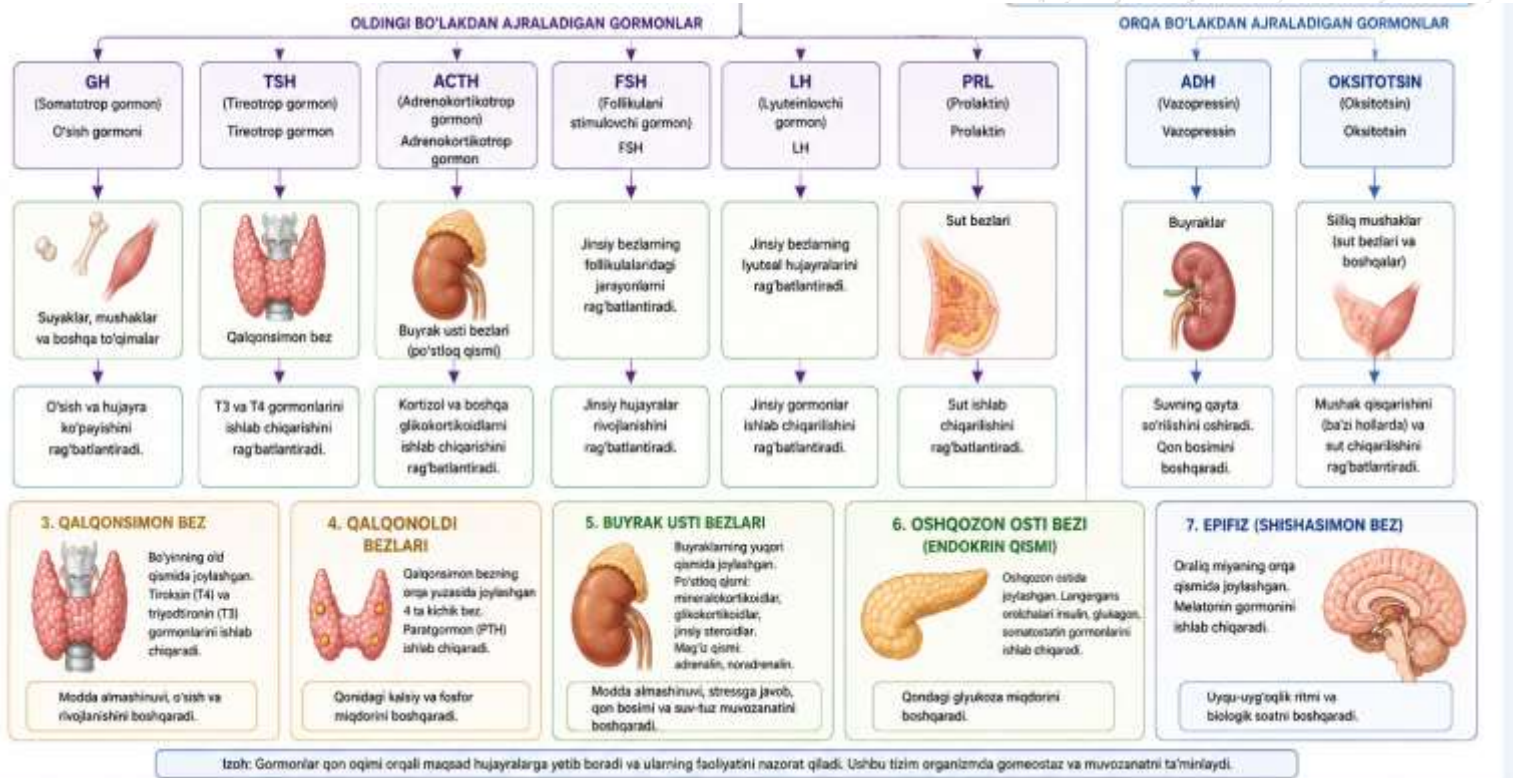 OLDINGI BO'LAKDAN AJRALADIGAN GORMONLAR
ORQA BO'LAKDAN AJRALADIGAN GORMONLAR
GH
(Somatotrop gormon)
O'sish gormoni
TSH
(Tireotrop gormon)
Tireotrop gormon
ACTH
(Adrenokortikotrop
gormon)
Adrenokortikotrop
gormon
FSH
(Follikulani
stimulovchi gormon)
FSH
LH
(Lyuteinlovchi
gormon)
LH
PRL
(Prolaktin)
Prolaktin
ADH
(Vazopressin)
Vazopressin
OKSITOTSIN
(Oksitotsin)
Oksitotsin
Suyaklar, mushaklar
va boshqa to'qimalar
Qalqonsimon bez
Buyrak usti bezlari
(po'stloq qismi)
Jinsiy bezlarning
follikulalaridagi
jarayonlarni
rag'batlantiradi.
Jinsiy bezlarning
lyuteal hujayralarini
rag'batlantiradi.
Sut bezlari
Buyraklar
Silliq mushaklar
(sut bezlari va
boshqalar)
O'sish va hujayra
ko'payishini
rag'batlantiradi.
T3 va T4 gormonlarini
ishlab chiqarishini
rag'batlantiradi.
Kortizol va boshqa
glikokortikoidlarni
ishlab chiqarishini
rag'batlantiradi.
Jinsiy hujayralar
rivojlanishini
rag'batlantiradi.
Jinsiy gormonlar
ishlab chiqarilishini
rag'batlantiradi.
Sut ishlab
chiqarilishini
rag'batlantiradi.
Suvning qayta
so'rilishini oshiradi.
Qon bosimini
boshqaradi.
Mushak qisqarishini
(ba'zi hollarda) va
sut chiqarilishini
rag'batlantiradi.
3. QALQONSIMON BEZ
Bo'yinning old
qismida joylashgan.
Tiroksin (T4) va
triyodtironin (T3)
gormonlarini ishlab
chiqaradi.
Modda almashinuvi, o'sish va
rivojlanishini boshqaradi.
4. QALQONOLDI
BEZLARI
Qalqonsimon bezning
orqa yuzasida joylashgan
4 ta kichik bez.
Paratgormon (PTH)
ishlab chiqaradi.
Qonidagi kalsiy va fosfor
miqdorini boshqaradi.
5. BUYRAK USTI BEZLARI
Buyraklarning yuqori
qismida joylashgan.
Po'stloq qismi:
mineralokortikoidlar,
glikokortikoidlar,
jinsiy steroidlar.
Mag'iz qismi:
adrenalin, noradrenalin.
Modda almashinuvi, stressga javob,
qon bosimi va suv-tuz muvozanatini
boshqaradi.
6. OSHQOZON OSTI BEZI
(ENDOKRIN QISMI)
Oshqozon ostida
joylashgan. Langergans
orolchalari insulin, glukagon,
somatostatin gormonlarini
ishlab chiqaradi.
Qondagi glyukoza miqdorini
boshqaradi.
7. EPIFIZ (SHISHASIMON BEZ)
Oraliq miyaning orqa
qismida joylashgan.
Melatonin gormonini
ishlab chiqaradi.
Uyqu-uyg'oqlik ritmi va
biologik soatni boshqaradi.
Izoh: Gormonlar qon oqimi orqali maqsad hujayralarga yetib boradi va ularning faoliyatini nazorat qiladi. Ushbu tizim organizmda gomeostaz va muvozanatni ta'minlaydi.